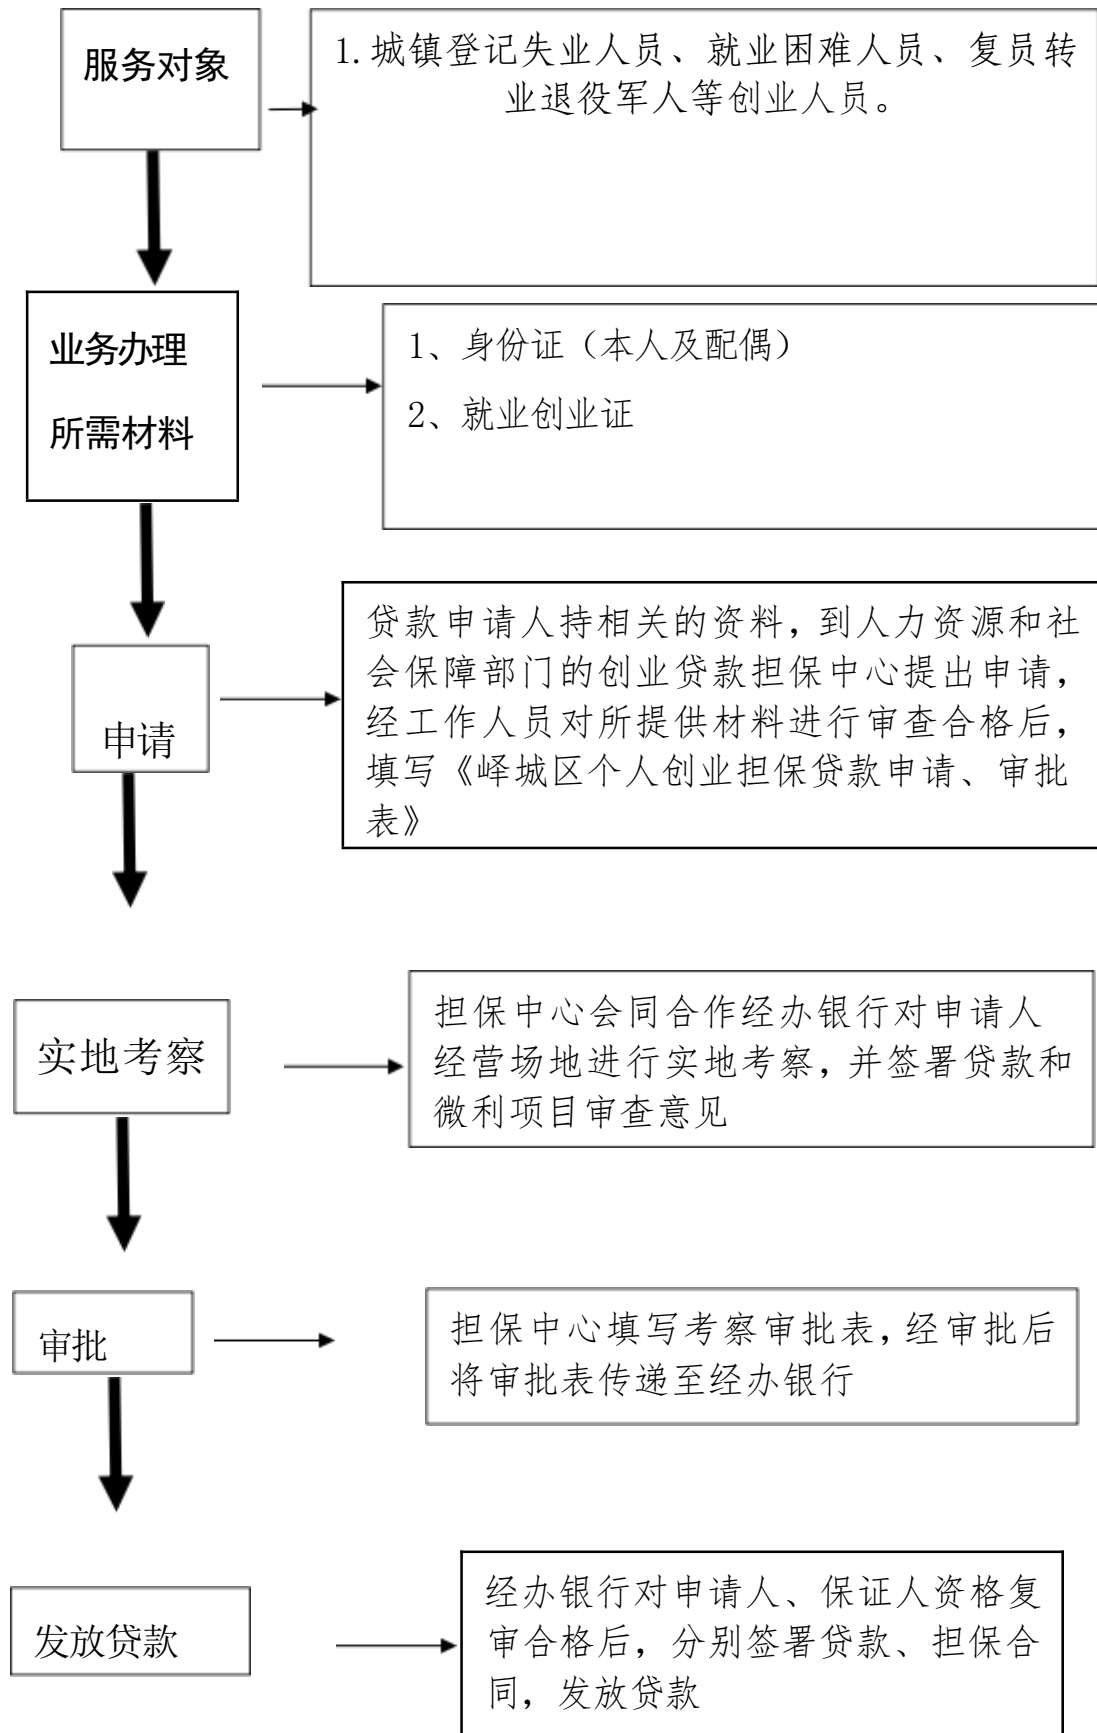 服务对象
1.城镇登记失业人员、就业困难人员、复员转
业退役军人等创业人员。
业务办理
所需材料
1、身份证（本人及配偶）
2、就业创业证
申请
贷款申请人持相关的资料，到人力资源和社
会保障部门的创业贷款担保中心提出申请，
经工作人员对所提供材料进行审查合格后，
填写《峄城区个人创业担保贷款申请、审批
表》
实地考察
担保中心会同合作经办银行对申请人
经营场地进行实地考察，并签署贷款和
微利项目审查意见
审批
担保中心填写考察审批表，经审批后
将审批表传递至经办银行
发放贷款
经办银行对申请人、保证人资格复
审合格后，分别签署贷款、担保合
同，发放贷款